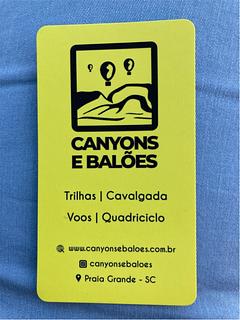 CANYONS
E BALÕES
Trilhas | Cavalgada
Voos | Quadriciclo
www.canyonsebaloes.com.br
canyonsebaloes
Praia Grande - SC